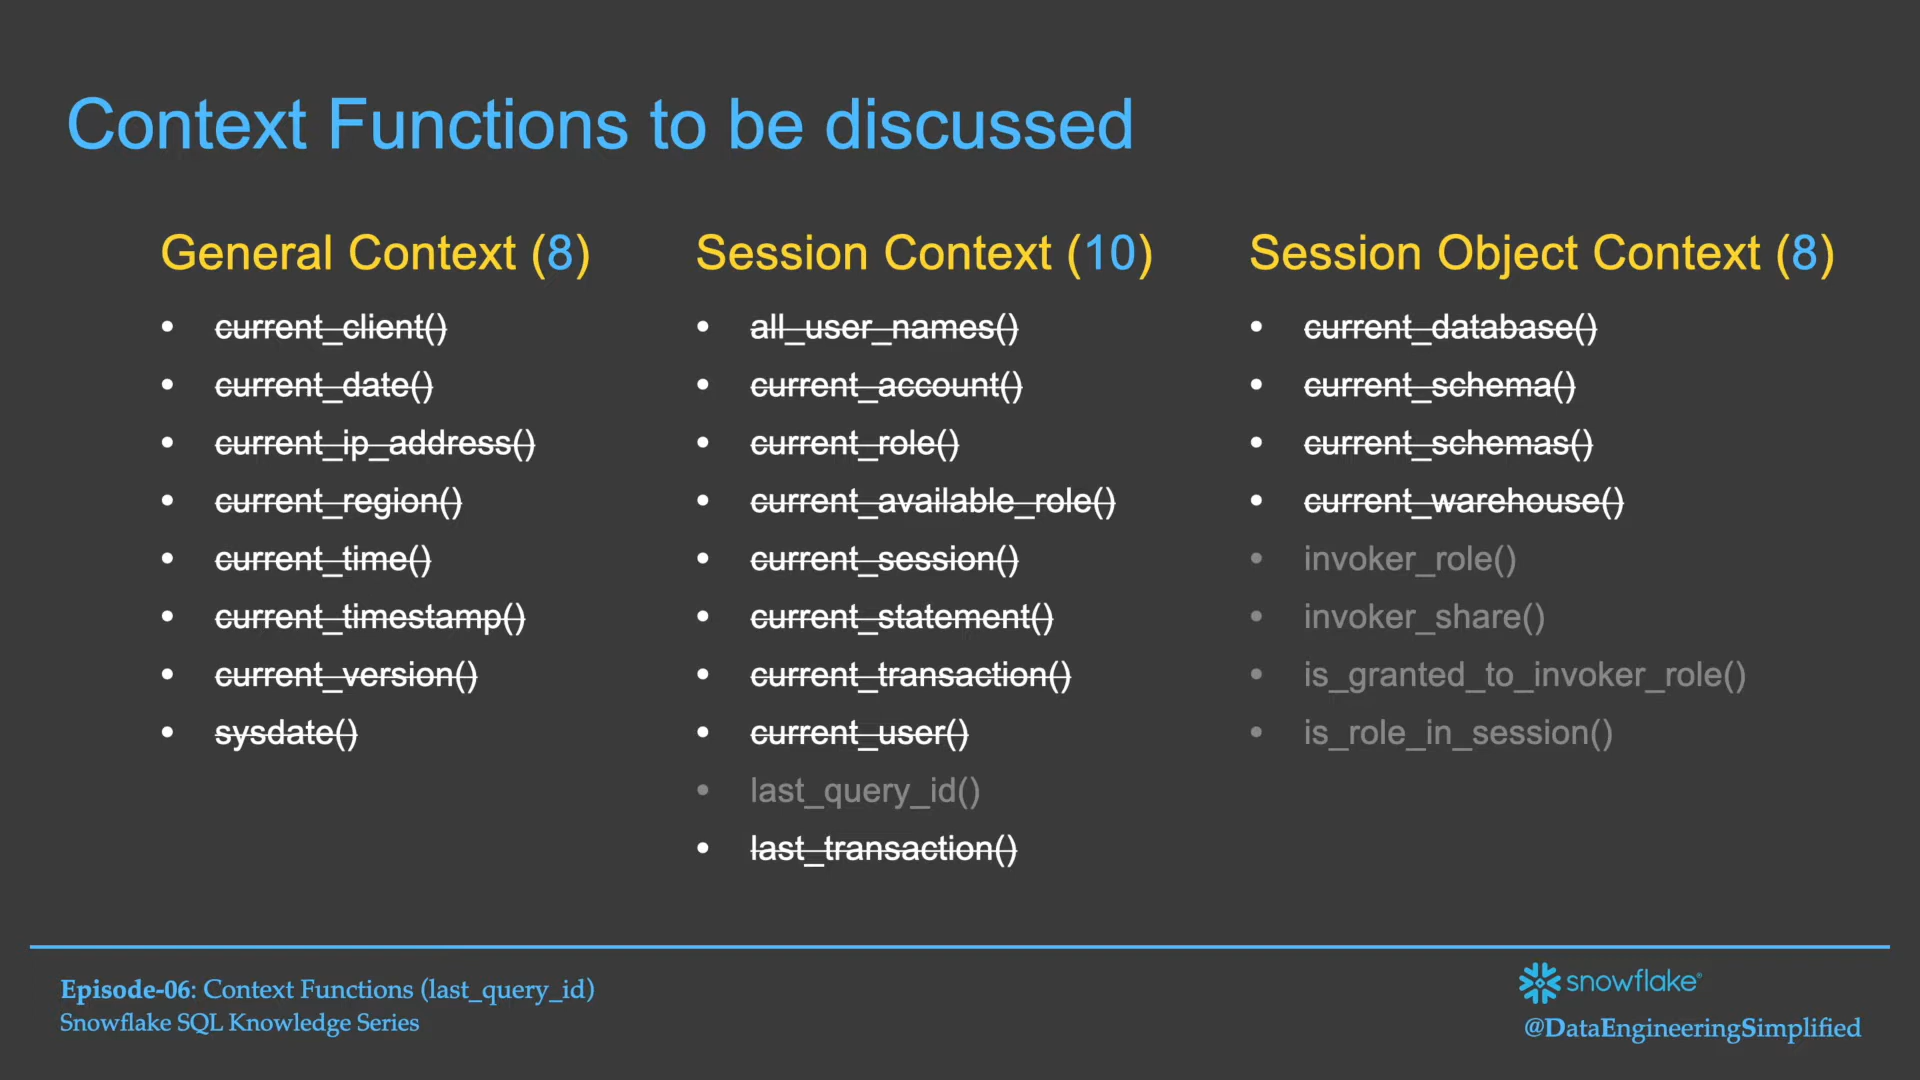 Context Functions to be discussed
General Context (8)
• current_client()
• current_date()
• current_ip_address()
• current_region()
• current_time()
• current_timestamp()
• current_version()
• sysdate()
Session Context (10)
• all_user_names()
• current_account()
• current_role()
• current_available_role()
• current_session()
• current_statement()
• current_transaction()
• current_user()
• last_query_id()
• last_transaction()
Session Object Context (8)
• current_database()
• current_schema()
• current_schemas()
• current_warehouse()
• invoker_role()
• invoker_share()
• is_granted_to_invoker_role()
• is_role_in_session()
Episode-06: Context Functions (last_query_id)
Snowflake SQL Knowledge Series
snowflake®
@DataEngineeringSimplified